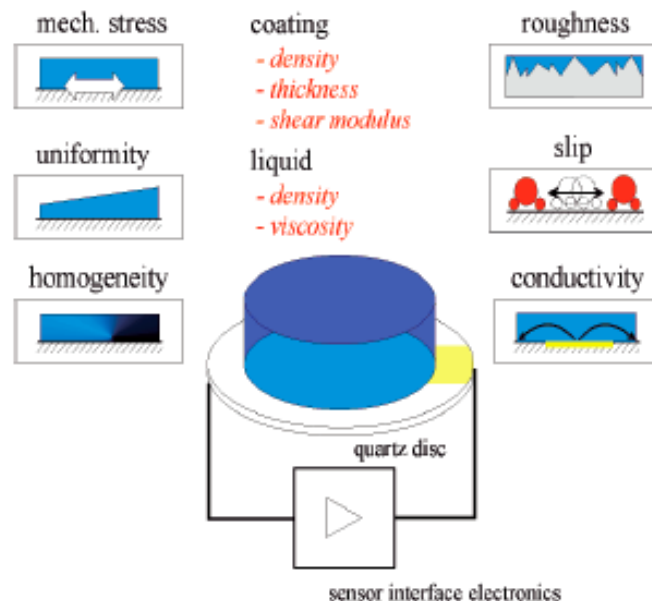 mech. stress
coating
roughness
- density
- thickness
- shear modulus
uniformity
liquid
slip
- density
- viscosity
homogeneity
conductivity
quartz disc
sensor interface electronics